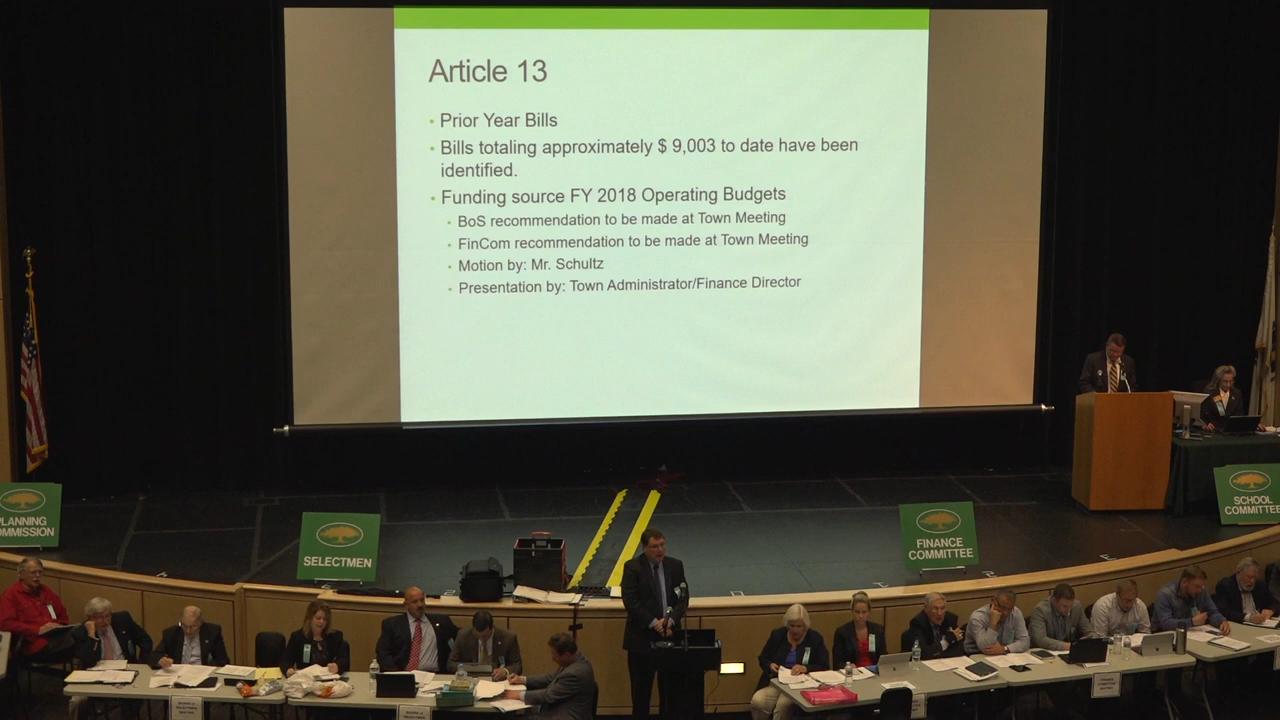 Article 13
• Prior Year Bills
• Bills totaling approximately $ 9,003 to date have been
identified.
• Funding source FY 2018 Operating Budgets
• BoS recommendation to be made at Town Meeting
• FinCom recommendation to be made at Town Meeting
• Motion by: Mr. Schultz
• Presentation by: Town Administrator/Finance Director
PLANNING
COMMISSION
SELECTMEN
FINANCE
COMMITTEE
SCHOOL
COMMITTEE